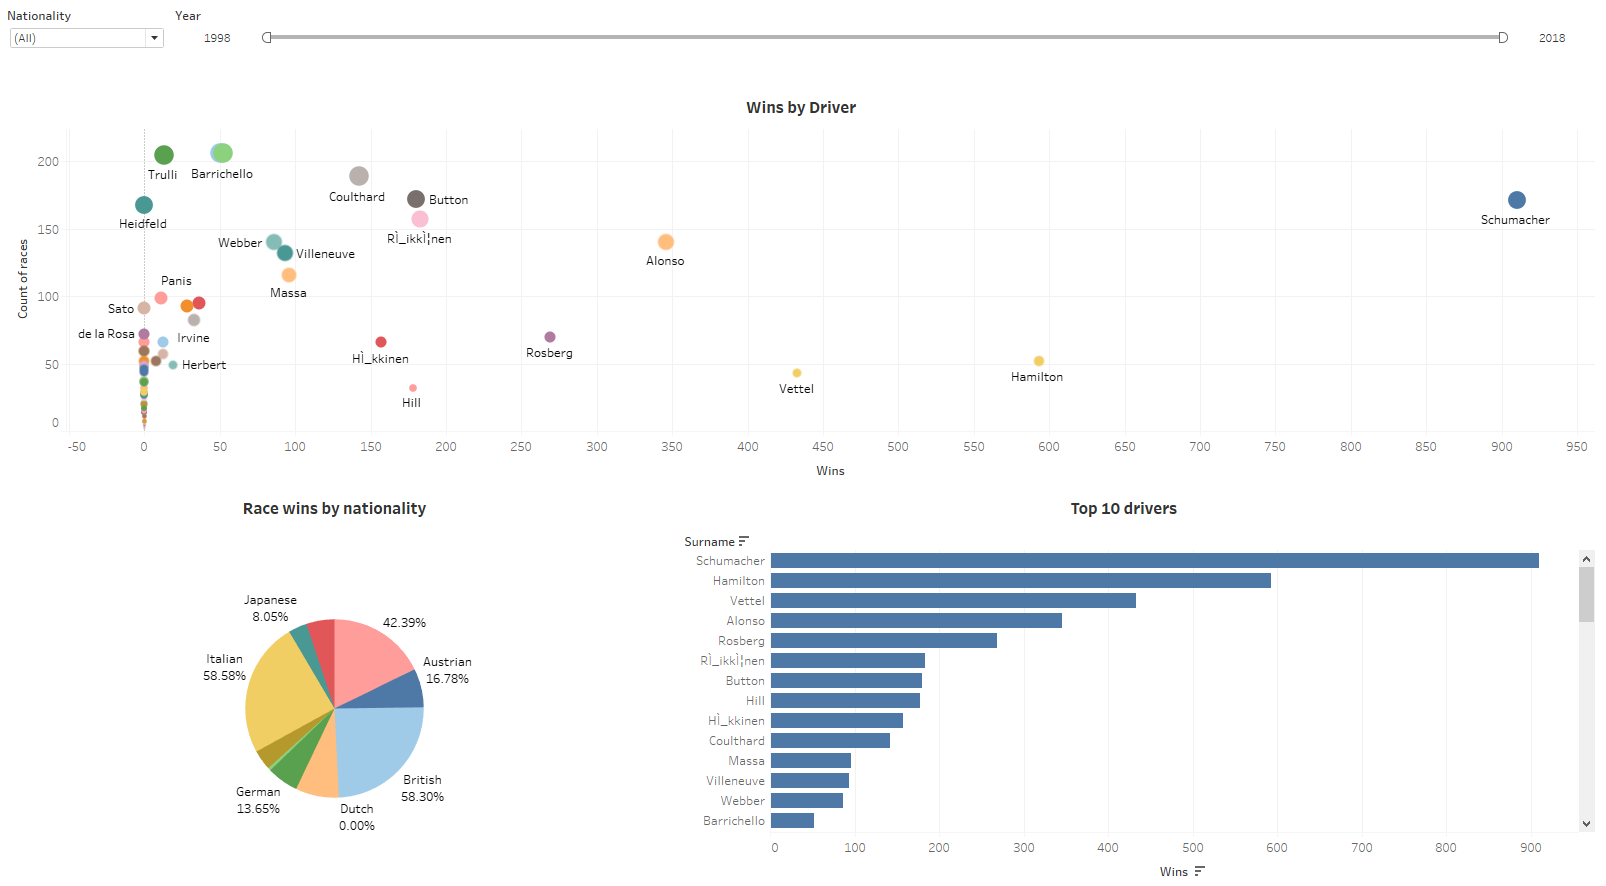 Nationality
Year
(All)
1998
2018
Wins by Driver
Count of races
200
150
100
50
0
Trulli
Barrichello
Coulthard
Button
Schumacher
Heidfeld
RÌ_ikkÌ¦nen
Webber
Villeneuve
Alonso
Panis
Massa
Sato
de la Rosa
Irvine
HÌ_kkinen
Rosberg
Herbert
Hamilton
Vettel
Hill
-50 0 50 100 150 200 250 300 350 400 450 500 550 600 650 700 750 800 850 900 950
Wins
Race wins by nationality
Japanese
8.05%
42.39%
Italian
58.58%
Austrian
16.78%
British
58.30%
German
13.65%
Dutch
0.00%
Top 10 drivers
Surname
Schumacher
Hamilton
Vettel
Alonso
Rosberg
RÌ_ikkÌ¦nen
Button
Hill
HÌ_kkinen
Coulthard
Massa
Villeneuve
Webber
Barrichello
0 100 200 300 400 500 600 700 800 900
Wins